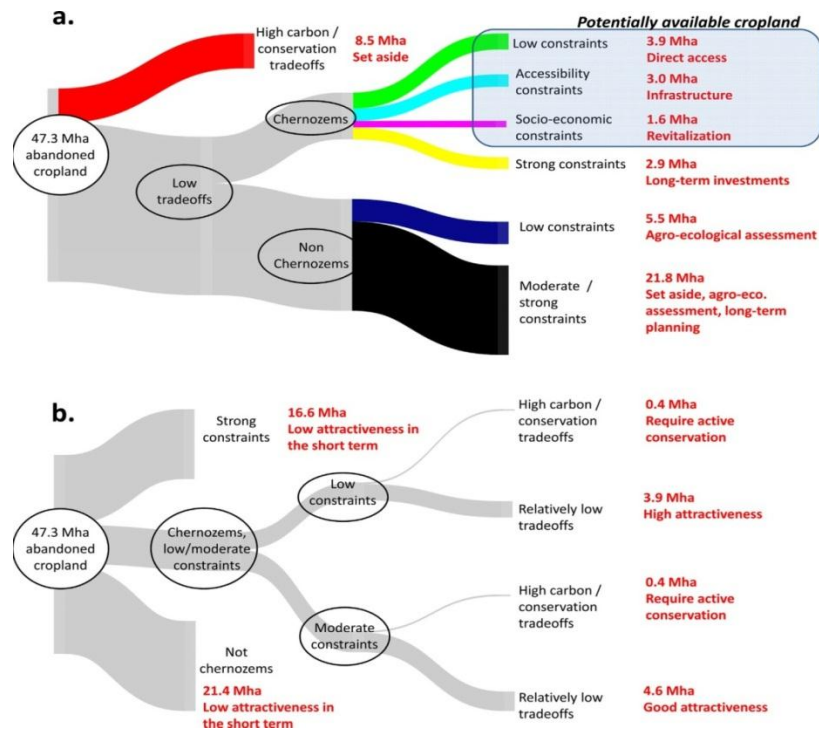 a.
Potentially available cropland
High carbon /
conservation
tradeoffs
8.5 Mha
Set aside
Low constraints
3.9 Mha
Direct access
Accessibility
constraints
3.0 Mha
Infrastructure
Chernozems
Socio-economic
constraints
1.6 Mha
Revitalization
47.3 Mha
abandoned
cropland
Low
tradeoffs
Strong constraints
2.9 Mha
Long-term investments
Low constraints
5.5 Mha
Agro-ecological assessment
Non
Chernozems
Moderate /
strong
constraints
21.8 Mha
Set aside, agro-eco.
assessment, long-term
planning
b.
Strong
constraints
16.6 Mha
Low attractiveness in
the short term
High carbon /
conservation
tradeoffs
0.4 Mha
Require active
conservation
Low
constraints
Relatively low
tradeoffs
3.9 Mha
High attractiveness
47.3 Mha
abandoned
cropland
Chernozems,
low/moderate
constraints
High carbon /
conservation
tradeoffs
0.4 Mha
Require active
conservation
Moderate
constraints
Not
chernozems
21.4 Mha
Low attractiveness in
the short term
Relatively low
tradeoffs
4.6 Mha
Good attractiveness